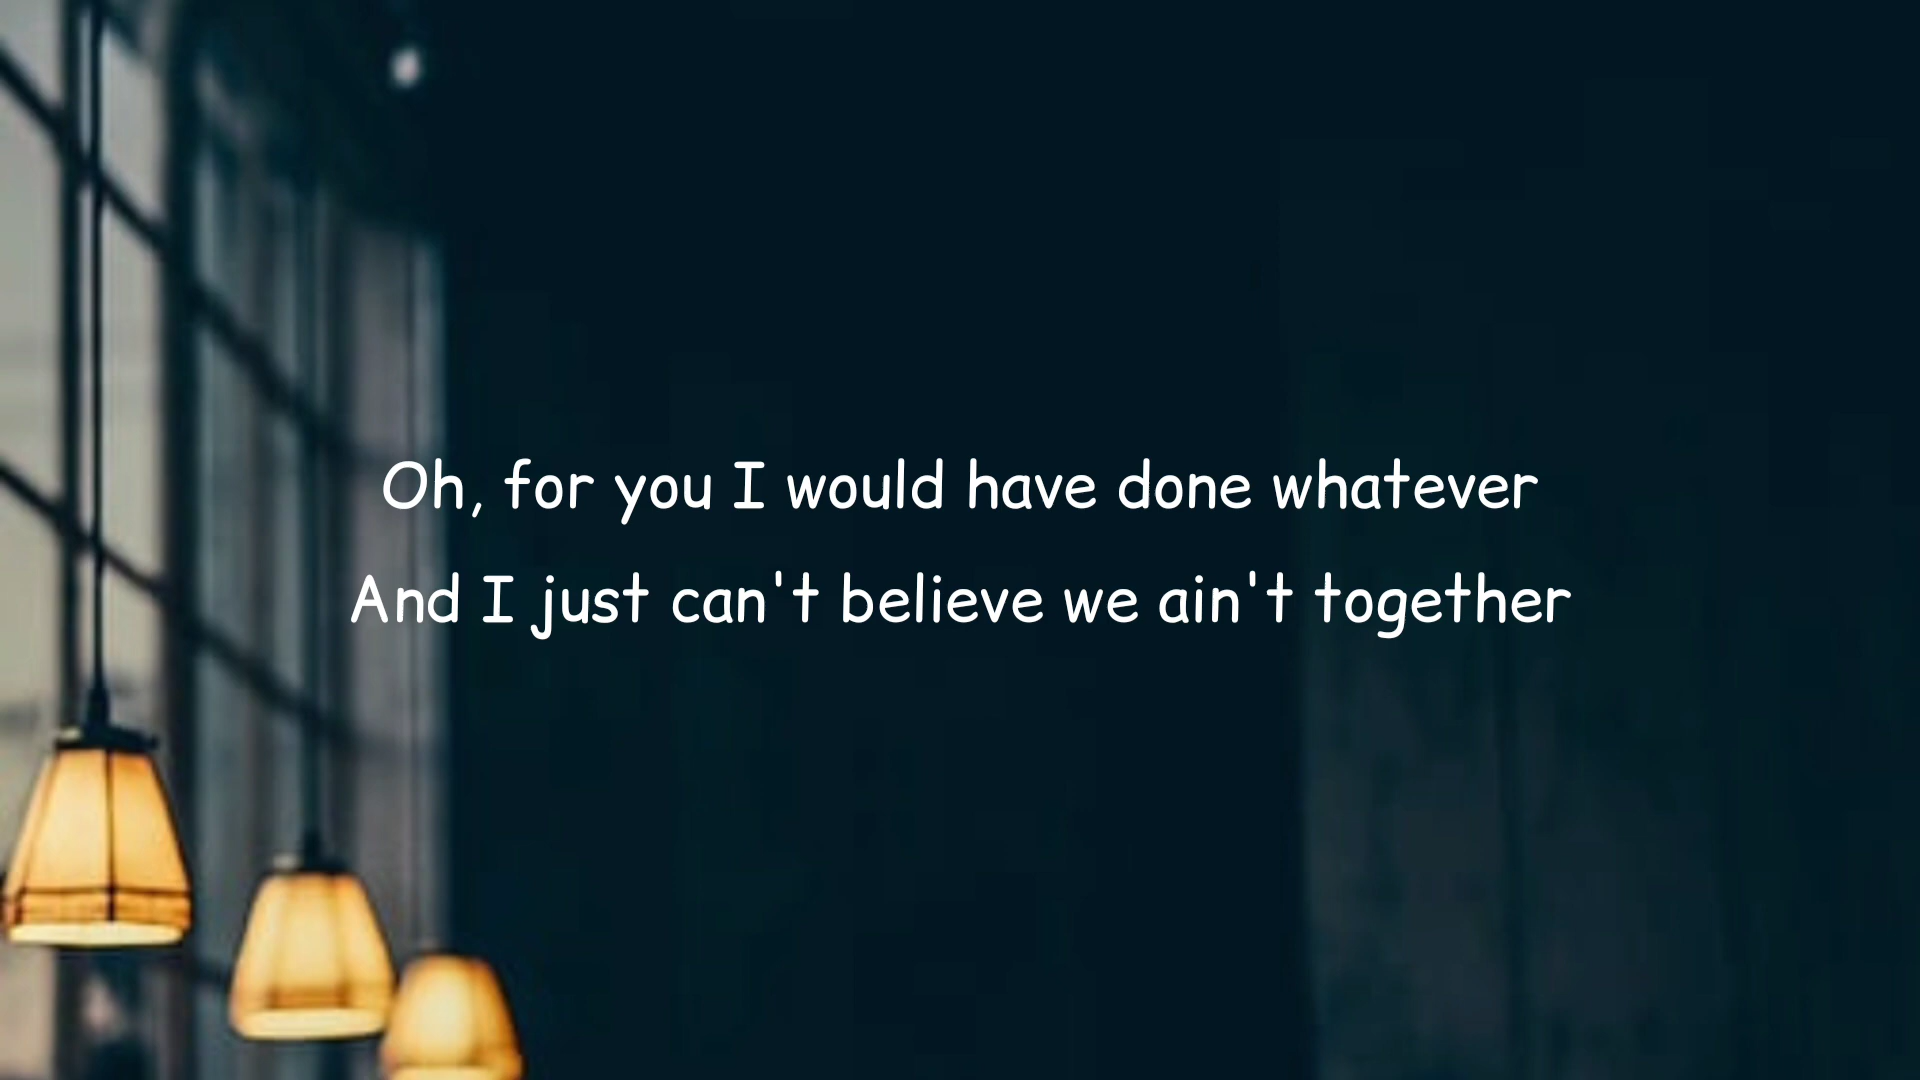 Oh, for you I would have done whatever
And I just can't believe we ain't together